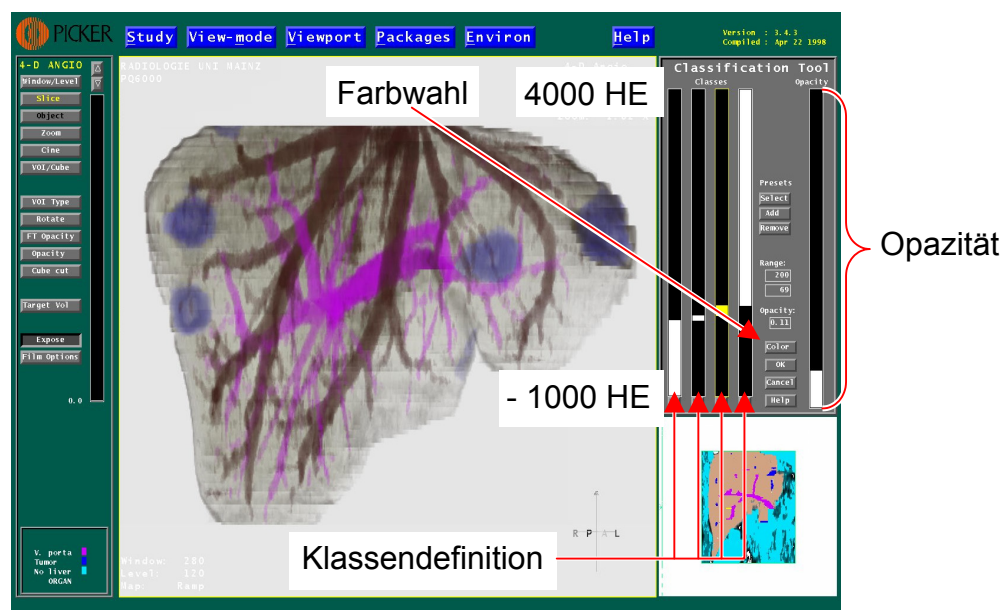 PICKER
Study View-mode Viewport Packages Environ Help
Version : 3.4.3
Compiled : Apr 22 1998
4-D ANGIO
Window/Level
Slice
Object
Zoom
Cine
VOI/Cube
VOI Type
Rotate
FT Opacity
Opacity
Cube cut
Target Vol
Expose
Film Options
0.0
V. porta
Tumor
No liver
ORGAN
RADIOLOGIE UNI MAINZ
PQ6000
Farbwahl
4000 HE
- 1000 HE
Klassendefinition
R P A L
Window: 280
Level: 120
Map: Ramp
Classification Tool
Classes Opacity
Presets
Select
Add
Remove
Range:
200
69
Opacity:
0.11
Color
OK
Cancel
Help
Opazität